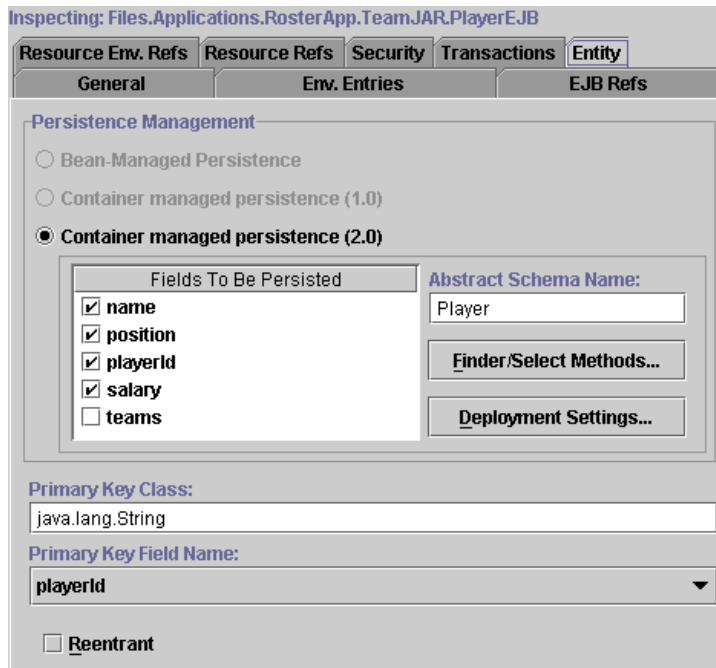 Inspecting: Files.Applications.RosterApp.TeamJAR.PlayerEJB
Resource Env. Refs Resource Refs Security Transactions Entity
General Env. Entries EJB Refs
Persistence Management
Bean-Managed Persistence
Container managed persistence (1.0)
Container managed persistence (2.0)
Fields To Be Persisted
name
position
playerId
salary
teams
Abstract Schema Name:
Player
Finder/Select Methods...
Deployment Settings...
Primary Key Class:
java.lang.String
Primary Key Field Name:
playerId
Reentrant